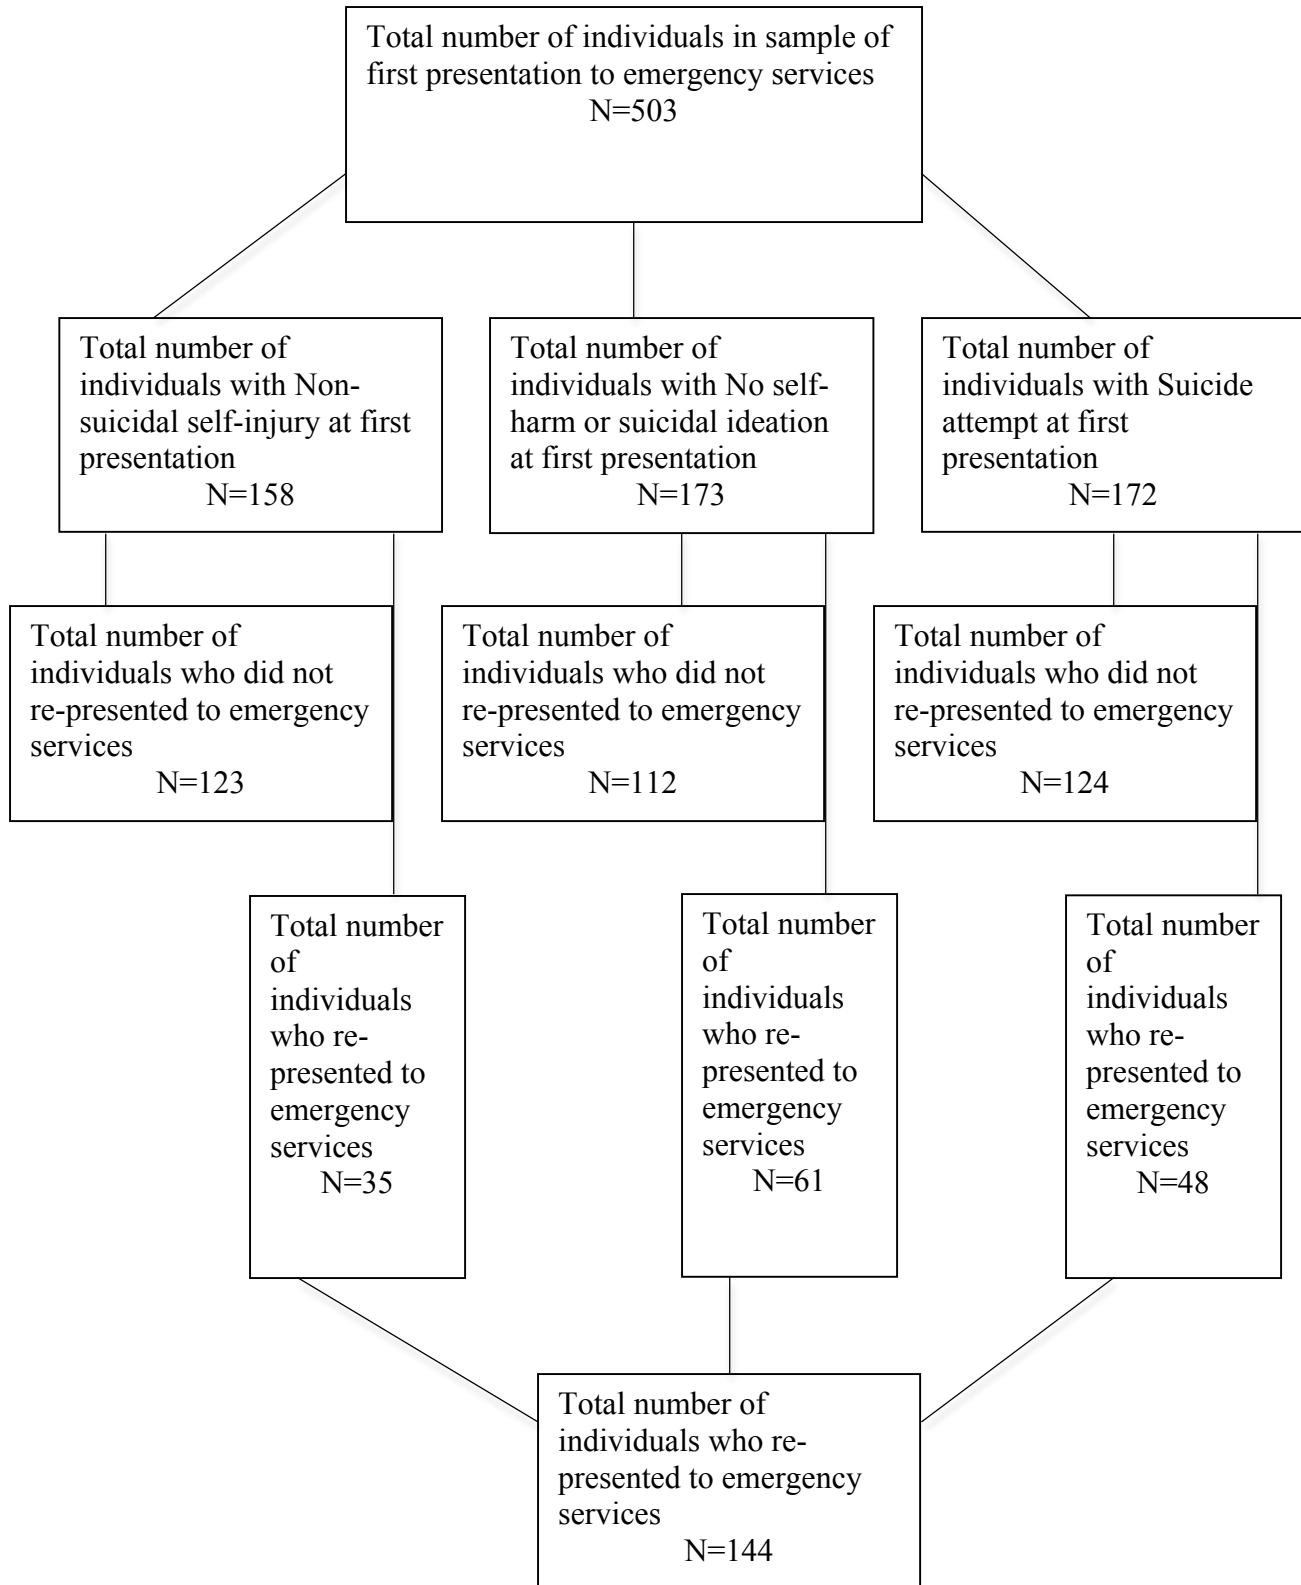 Total number of individuals in sample of
first presentation to emergency services
N=503
Total number of
individuals with Non-
suicidal self-injury at first
presentation
N=158
Total number of
individuals with No self-
harm or suicidal ideation
at first presentation
N=173
Total number of
individuals with Suicide
attempt at first
presentation
N=172
Total number of
individuals who did not
re-presented to emergency
services
N=123
Total number of
individuals who did not
re-presented to emergency
services
N=112
Total number of
individuals who did not
re-presented to emergency
services
N=124
Total number
of
individuals
who re-
presented to
emergency
services
N=35
Total number
of
individuals
who re-
presented to
emergency
services
N=61
Total number
of
individuals
who re-
presented to
emergency
services
N=48
Total number of
individuals who re-
presented to emergency
services
N=144